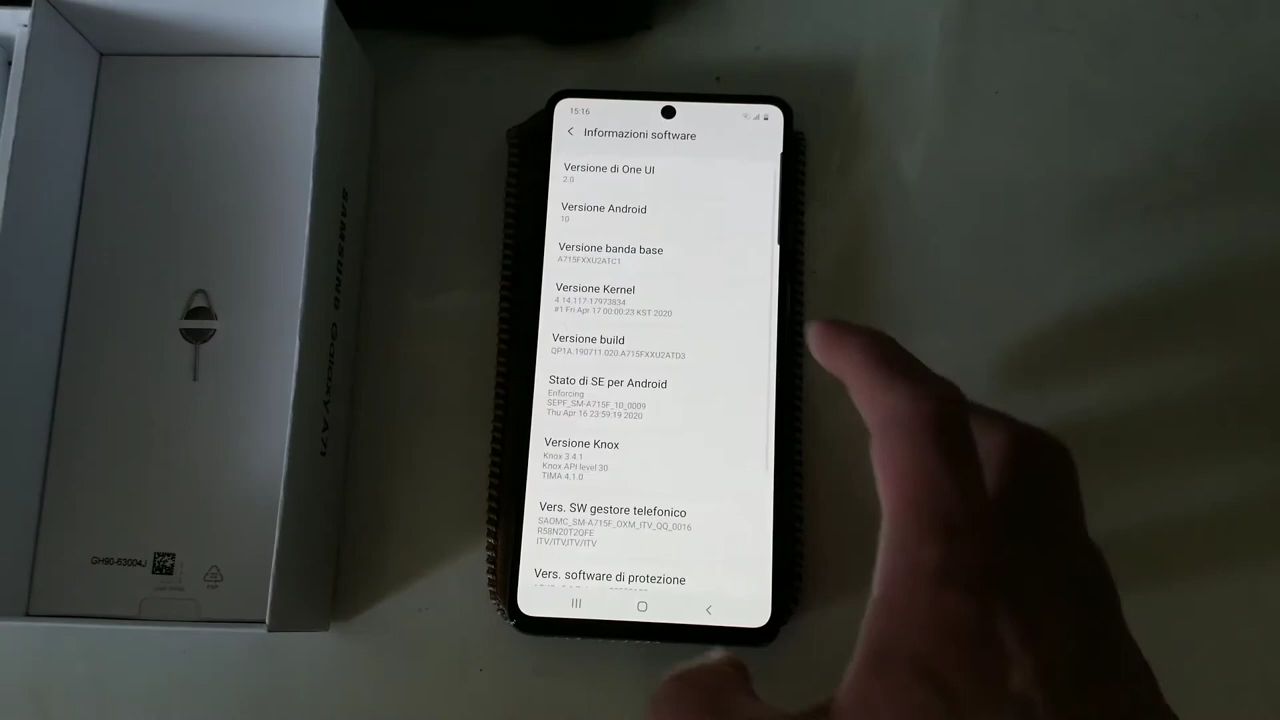 SAMSUNG Galaxy A71
GH90-63004J
15:16
Informazioni software
Versione di One UI
2.0
Versione Android
10
Versione banda base
A715FXXU2ATC1
Versione Kernel
4.14.117-17973834
#1 Fri Apr 17 00:00:23 KST 2020
Versione build
QP1A.190711.020.A715FXXU2ATD3
Stato di SE per Android
Enforcing
SEPF_SM-A715F_10_0009
Thu Apr 16 23:59:19 2020
Versione Knox
Knox 3.4.1
Knox API level 30
TIMA 4.1.0
Vers. SW gestore telefonico
SAOMC_SM-A715F_OXM_ITV_QQ_0016
R58N20T2QFE
ITV/ITV,ITV/ITV
Vers. software di protezione